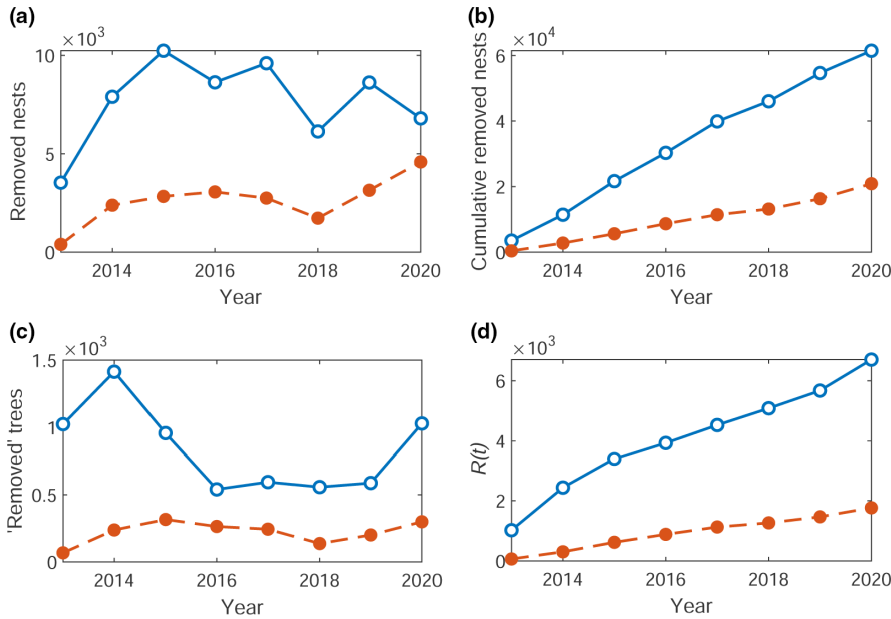 (a)
×10³
10
5
0
Removed nests
2014 2016 2018 2020
Year
(b)
×10⁴
6
4
2
0
Cumulative removed nests
2014 2016 2018 2020
Year
(c)
×10³
1.5
1
0.5
0
'Removed' trees
2014 2016 2018 2020
Year
(d)
×10³
6
4
2
0
R(t)
2014 2016 2018 2020
Year